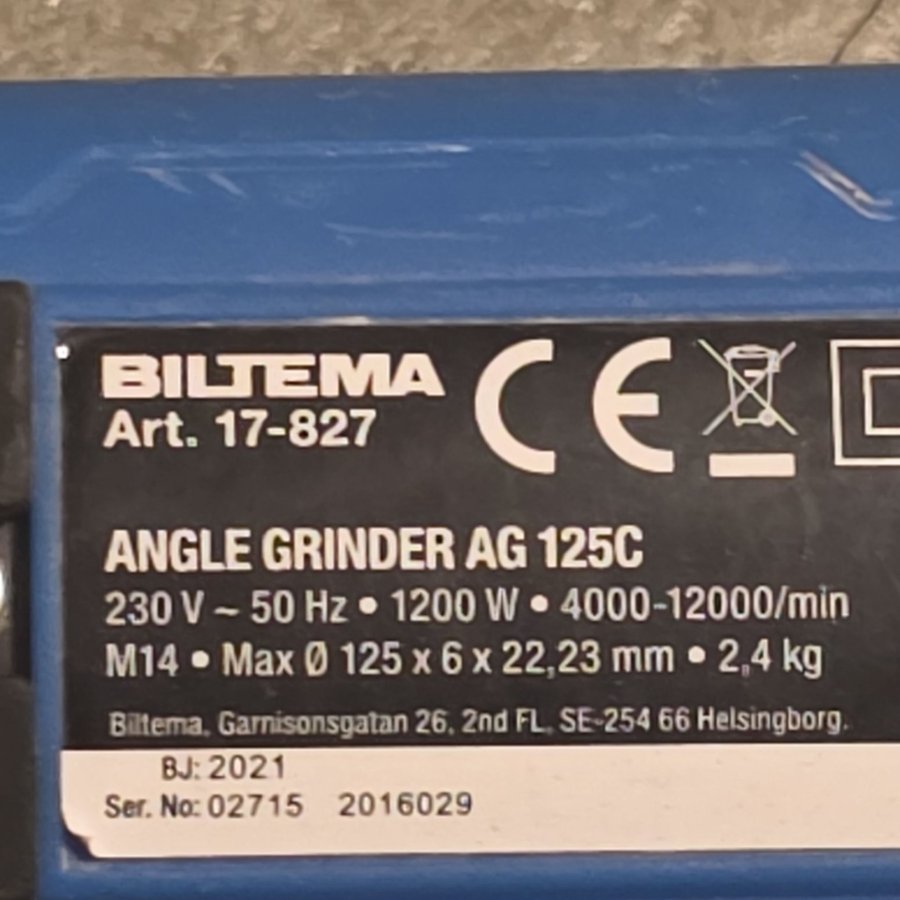 BILTEMA
Art. 17-827
CE
ANGLE GRINDER AG 125C
230 V ~ 50 Hz • 1200 W • 4000-12000/min
M14 • Max Ø 125 x 6 x 22,23 mm • 2,4 kg
Biltema, Garnisonsgatan 26, 2nd FL, SE-254 66 Helsingborg.
BJ: 2021
Ser. No: 02715 2016029